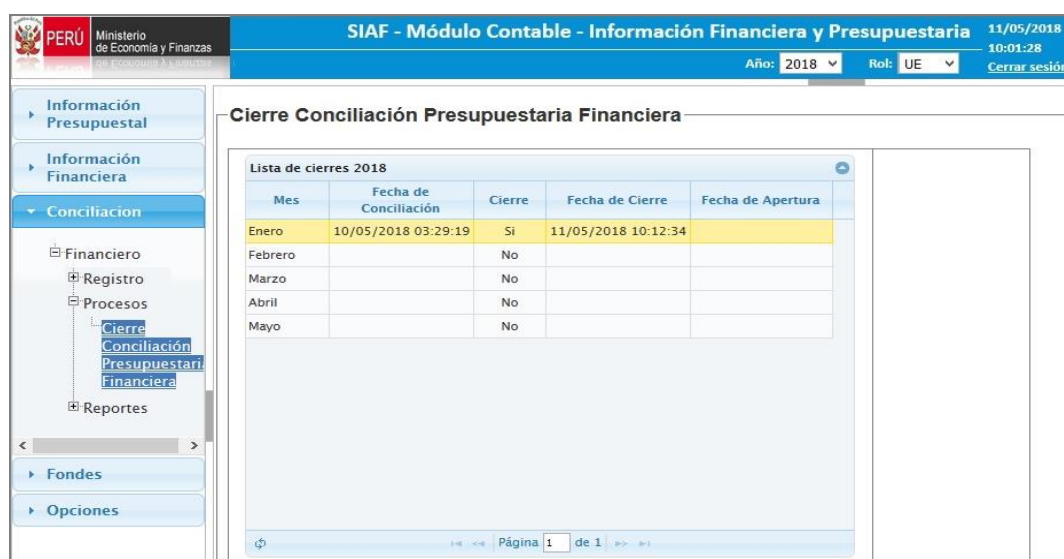 PERÚ
Ministerio
de Economía y Finanzas
SIAF - Módulo Contable - Información Financiera y Presupuestaria
11/05/2018
10:01:28
Año: 2018
Rol: UE
Cerrar sesión
Información
Presupuestal
Información
Financiera
Conciliacion
Financiero
Registro
Procesos
Cierre
Conciliación
Presupuestari
Financiera
Reportes
Fondes
Opciones
Cierre Conciliación Presupuestaria Financiera
Lista de cierres 2018
Mes
Fecha de
Conciliación
Cierre
Fecha de Cierre
Fecha de Apertura
Enero 10/05/2018 03:29:19 Si 11/05/2018 10:12:34
Febrero No
Marzo No
Abril No
Mayo No
Página 1 de 1